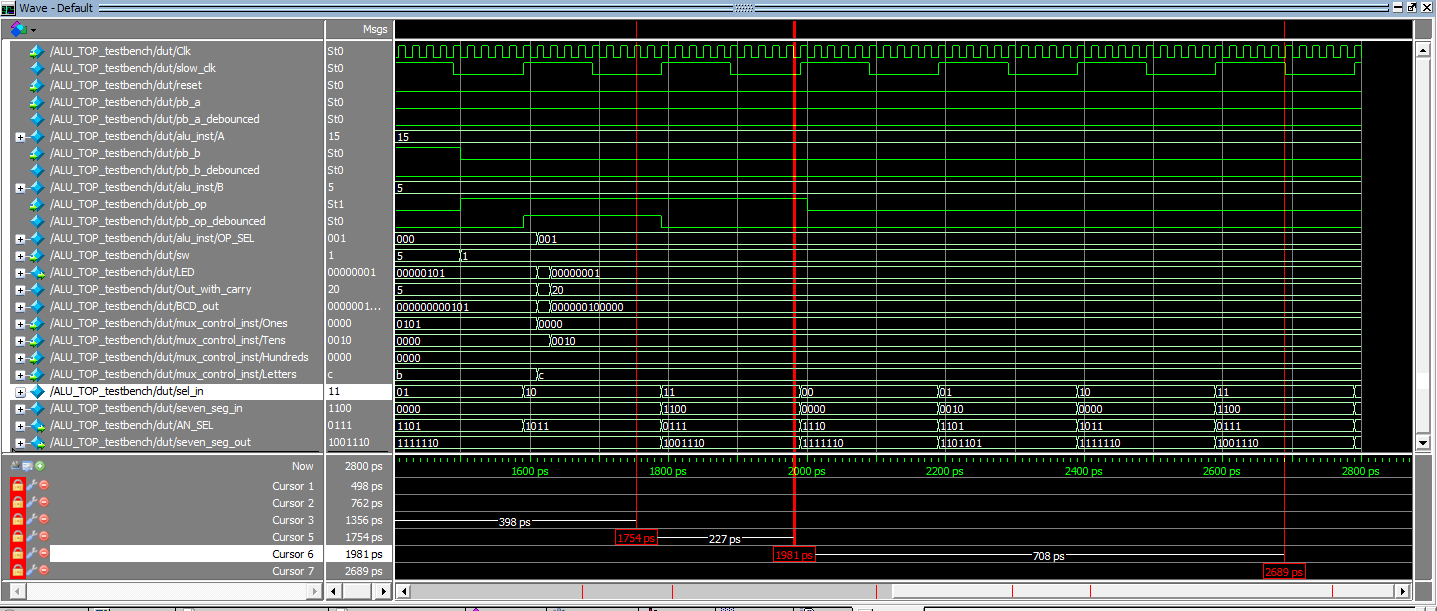 Wave - Default
Msgs
/ALU_TOP_testbench/dut/Clk St0
/ALU_TOP_testbench/dut/slow_clk St0
/ALU_TOP_testbench/dut/reset St0
/ALU_TOP_testbench/dut/pb_a St0
/ALU_TOP_testbench/dut/pb_a_debounced St0
/ALU_TOP_testbench/dut/alu_inst/A 15 15
/ALU_TOP_testbench/dut/pb_b St0
/ALU_TOP_testbench/dut/pb_b_debounced St0
/ALU_TOP_testbench/dut/alu_inst/B 5 5
/ALU_TOP_testbench/dut/pb_op St1
/ALU_TOP_testbench/dut/pb_op_debounced St0
/ALU_TOP_testbench/dut/alu_inst/OP_SEL 001 000 001
/ALU_TOP_testbench/dut/sw 1 5 1
/ALU_TOP_testbench/dut/LED 00000001 00000101 00000001
/ALU_TOP_testbench/dut/Out_with_carry 20 5 20
/ALU_TOP_testbench/dut/BCD_out 0000001... 000000000101 000000100000
/ALU_TOP_testbench/dut/mux_control_inst/Ones 0000 0101 0000
/ALU_TOP_testbench/dut/mux_control_inst/Tens 0010 0000 0010
/ALU_TOP_testbench/dut/mux_control_inst/Hundreds 0000 0000
/ALU_TOP_testbench/dut/mux_control_inst/Letters c b c
/ALU_TOP_testbench/dut/sel_in 11 01 10 11 00 01 10 11
/ALU_TOP_testbench/dut/seven_seg_in 1100 0000 1100 0000 0010 0000 1100
/ALU_TOP_testbench/dut/AN_SEL 0111 1101 1011 0111 1110 1101 1011 0111
/ALU_TOP_testbench/dut/seven_seg_out 1001110 1111110 1001110 1111110 1101101 1111110 1001110
Now 2800 ps 1600 ps 1800 ps 2000 ps 2200 ps 2400 ps 2600 ps 2800 ps
Cursor 1 498 ps
Cursor 2 762 ps
Cursor 3 1356 ps 398 ps
Cursor 5 1754 ps 1754 ps 227 ps
Cursor 6 1981 ps 1981 ps 708 ps
Cursor 7 2689 ps 2689 ps